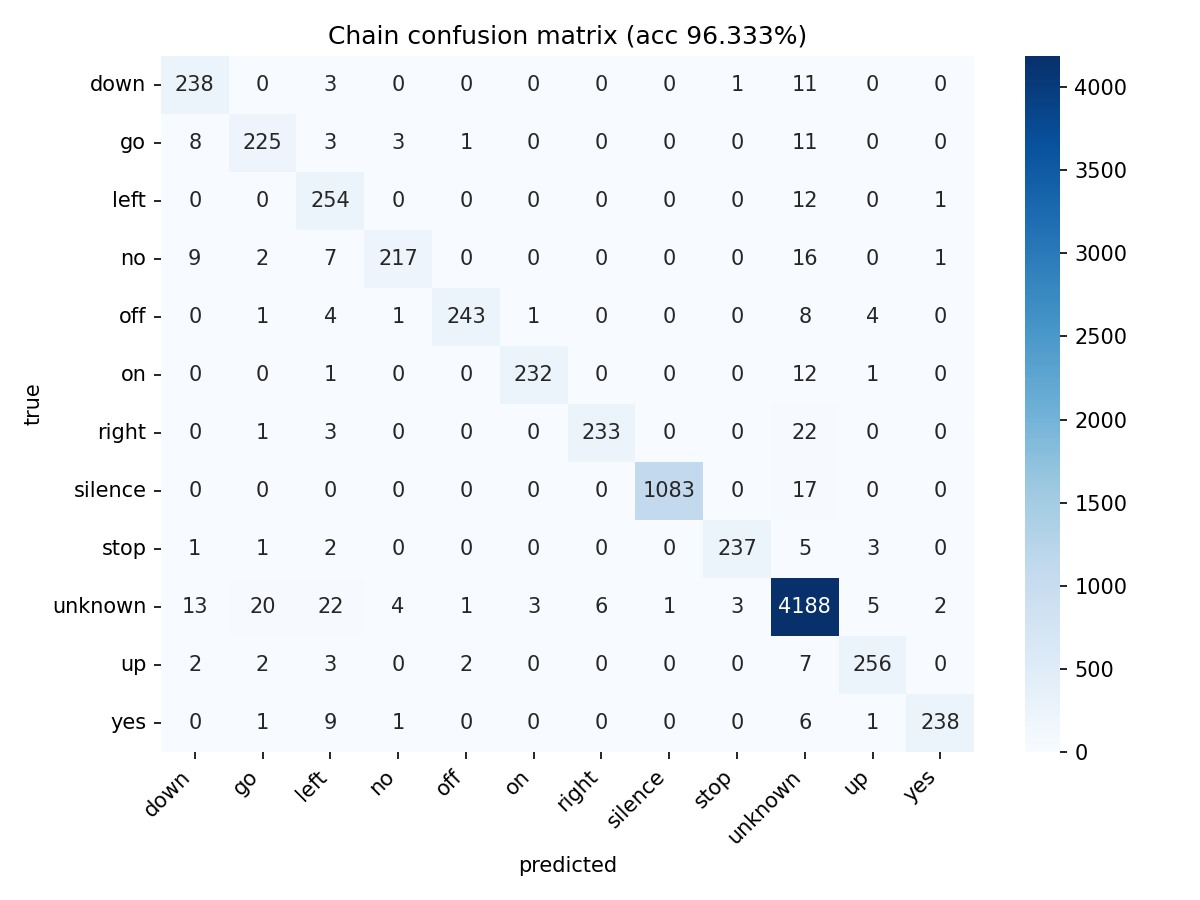 Chain confusion matrix (acc 96.333%)
down 238 0 3 0 0 0 0 0 1 11 0 0
go 8 225 3 3 1 0 0 0 0 11 0 0
left 0 0 254 0 0 0 0 0 0 12 0 1
no 9 2 7 217 0 0 0 0 0 16 0 1
off 0 1 4 1 243 1 0 0 0 8 4 0
on 0 0 1 0 0 232 0 0 0 12 1 0
right 0 1 3 0 0 0 233 0 0 22 0 0
silence 0 0 0 0 0 0 0 1083 0 17 0 0
stop 1 1 2 0 0 0 0 0 237 5 3 0
unknown 13 20 22 4 1 3 6 1 3 4188 5 2
up 2 2 3 0 2 0 0 0 0 7 256 0
yes 0 1 9 1 0 0 0 0 0 6 1 238
down go left no off on right silence stop unknown up yes
predicted
true
4000
3500
3000
2500
2000
1500
1000
500
0